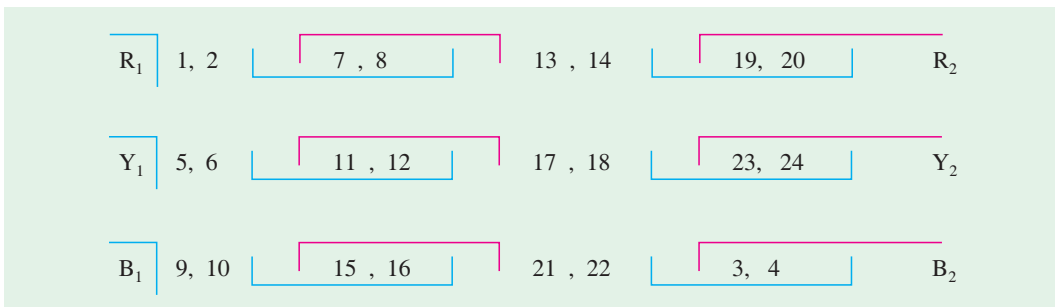 R₁ 1, 2 7 , 8 13 , 14 19, 20 R₂
Y₁ 5, 6 11 , 12 17 , 18 23, 24 Y₂
B₁ 9, 10 15 , 16 21 , 22 3, 4 B₂